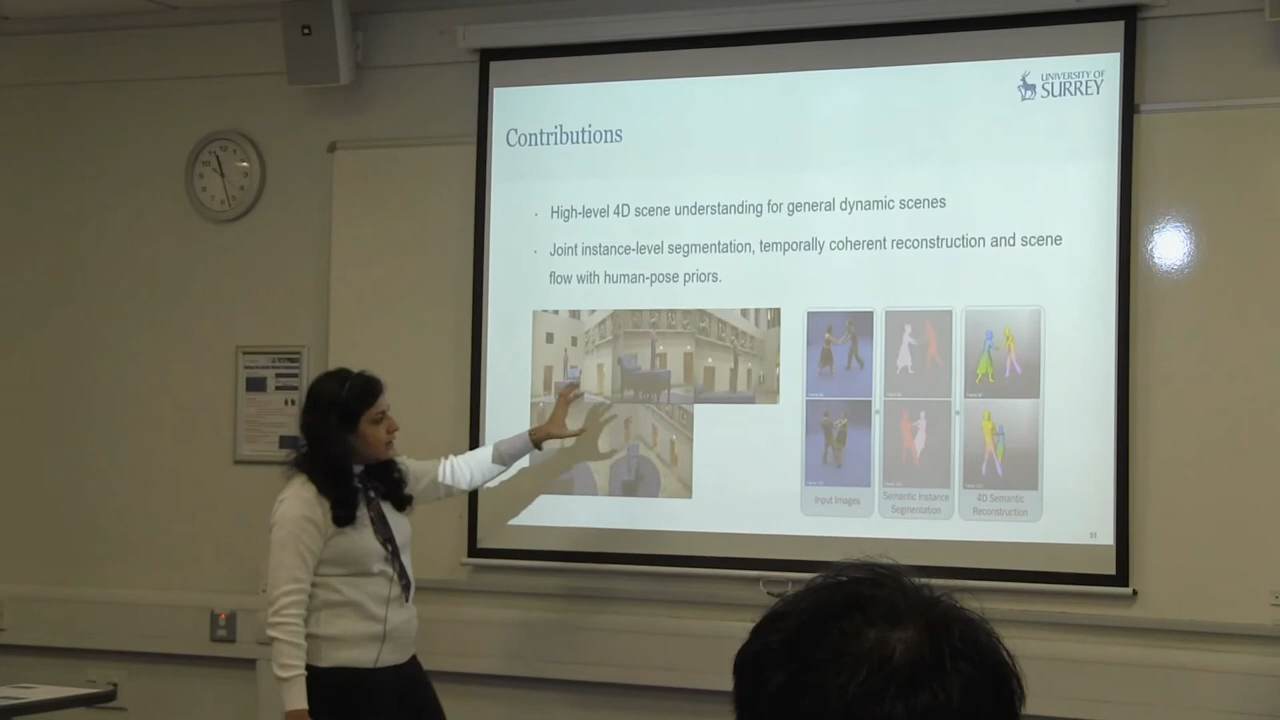 UNIVERSITY OF
SURREY
Contributions
High-level 4D scene understanding for general dynamic scenes
Joint instance-level segmentation, temporally coherent reconstruction and scene
flow with human-pose priors.
Input Images
Semantic Instance
Segmentation
4D Semantic
Reconstruction
51